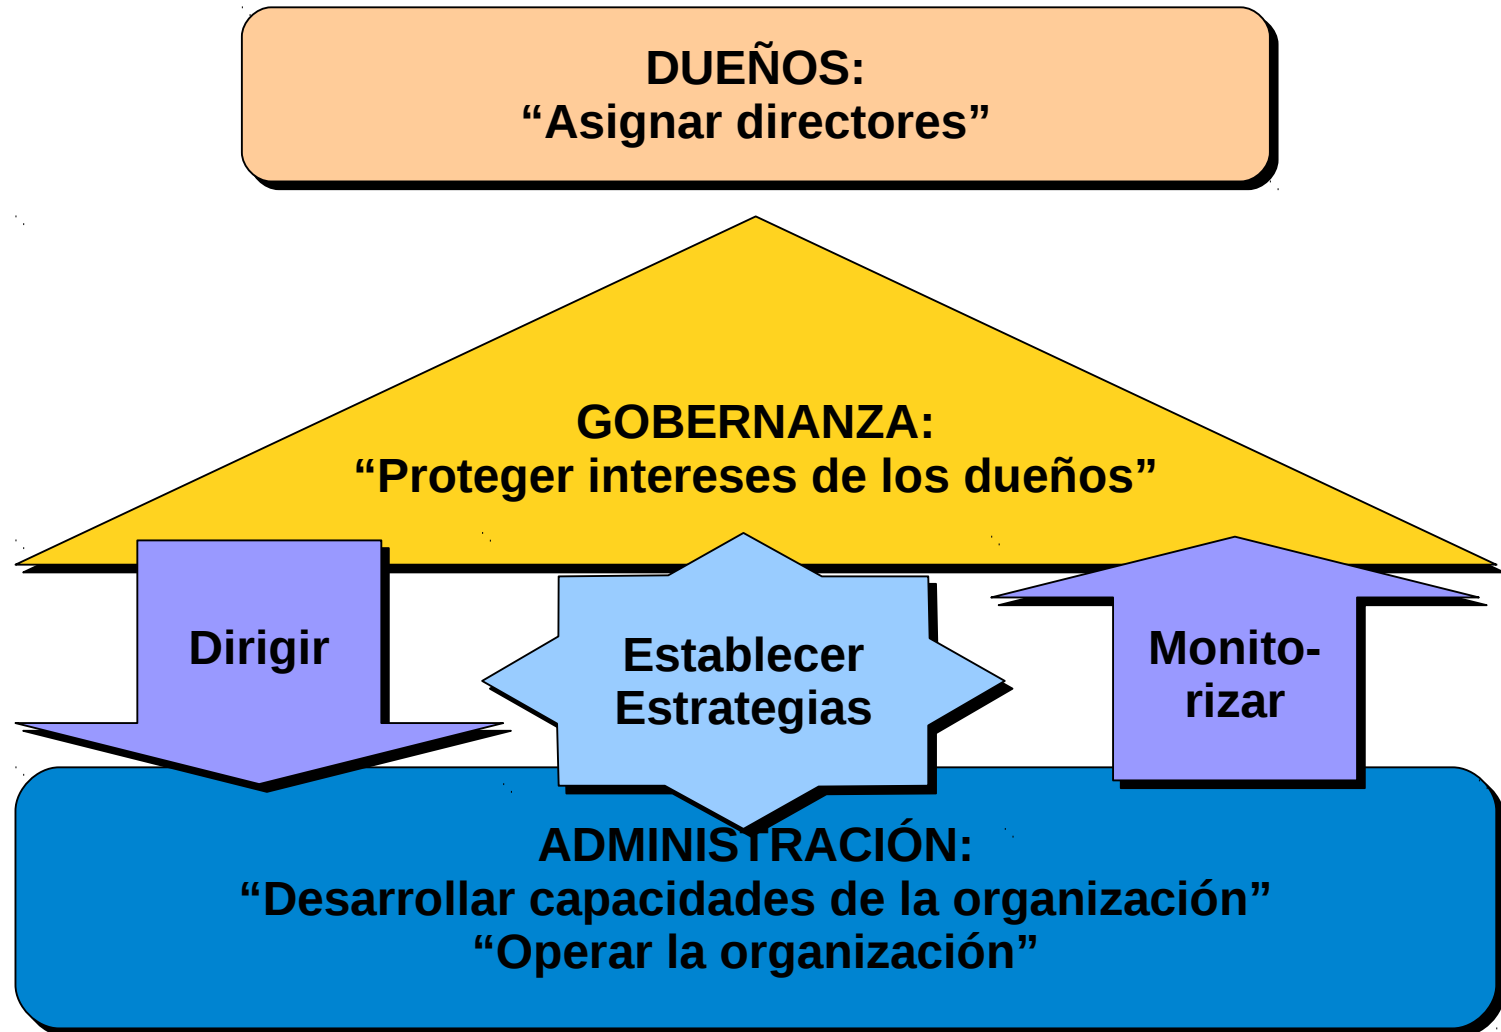 DUEÑOS:
“Asignar directores”
GOBERNANZA:
“Proteger intereses de los dueños”
Dirigir
Establecer
Estrategias
Monito-
rizar
ADMINISTRACIÓN:
“Desarrollar capacidades de la organización”
“Operar la organización”